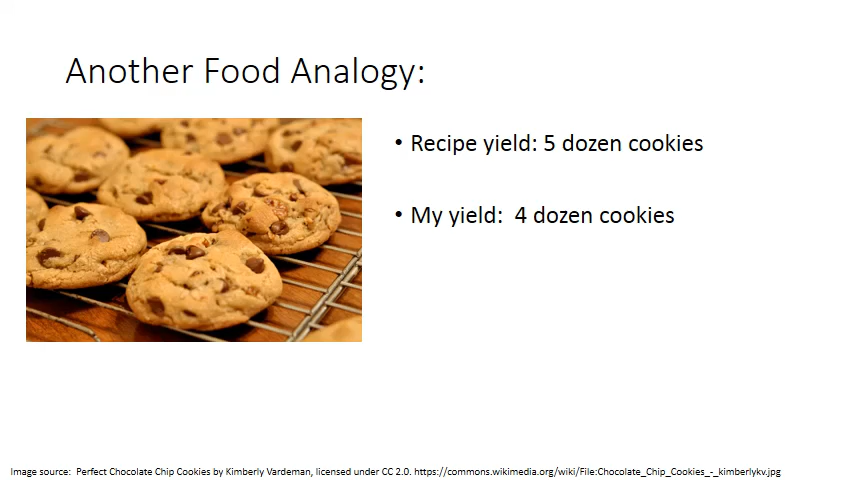 Another Food Analogy:
• Recipe yield: 5 dozen cookies
• My yield:  4 dozen cookies
Image source:  Perfect Chocolate Chip Cookies by Kimberly Vardeman, licensed under CC 2.0. https://commons.wikimedia.org/wiki/File:Chocolate_Chip_Cookies_-_kimberlykv.jpg